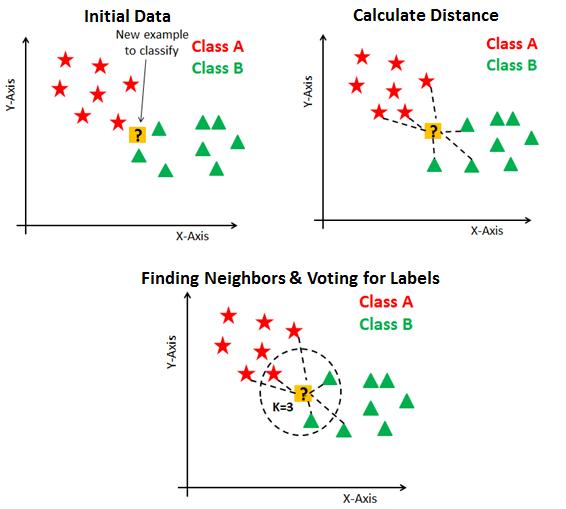 Initial Data
New example
to classify
Class A
Class B
Y-Axis
?
X-Axis
Calculate Distance
Class A
Class B
Y-Axis
?
X-Axis
Finding Neighbors & Voting for Labels
Class A
Class B
Y-Axis
?
K=3
X-Axis